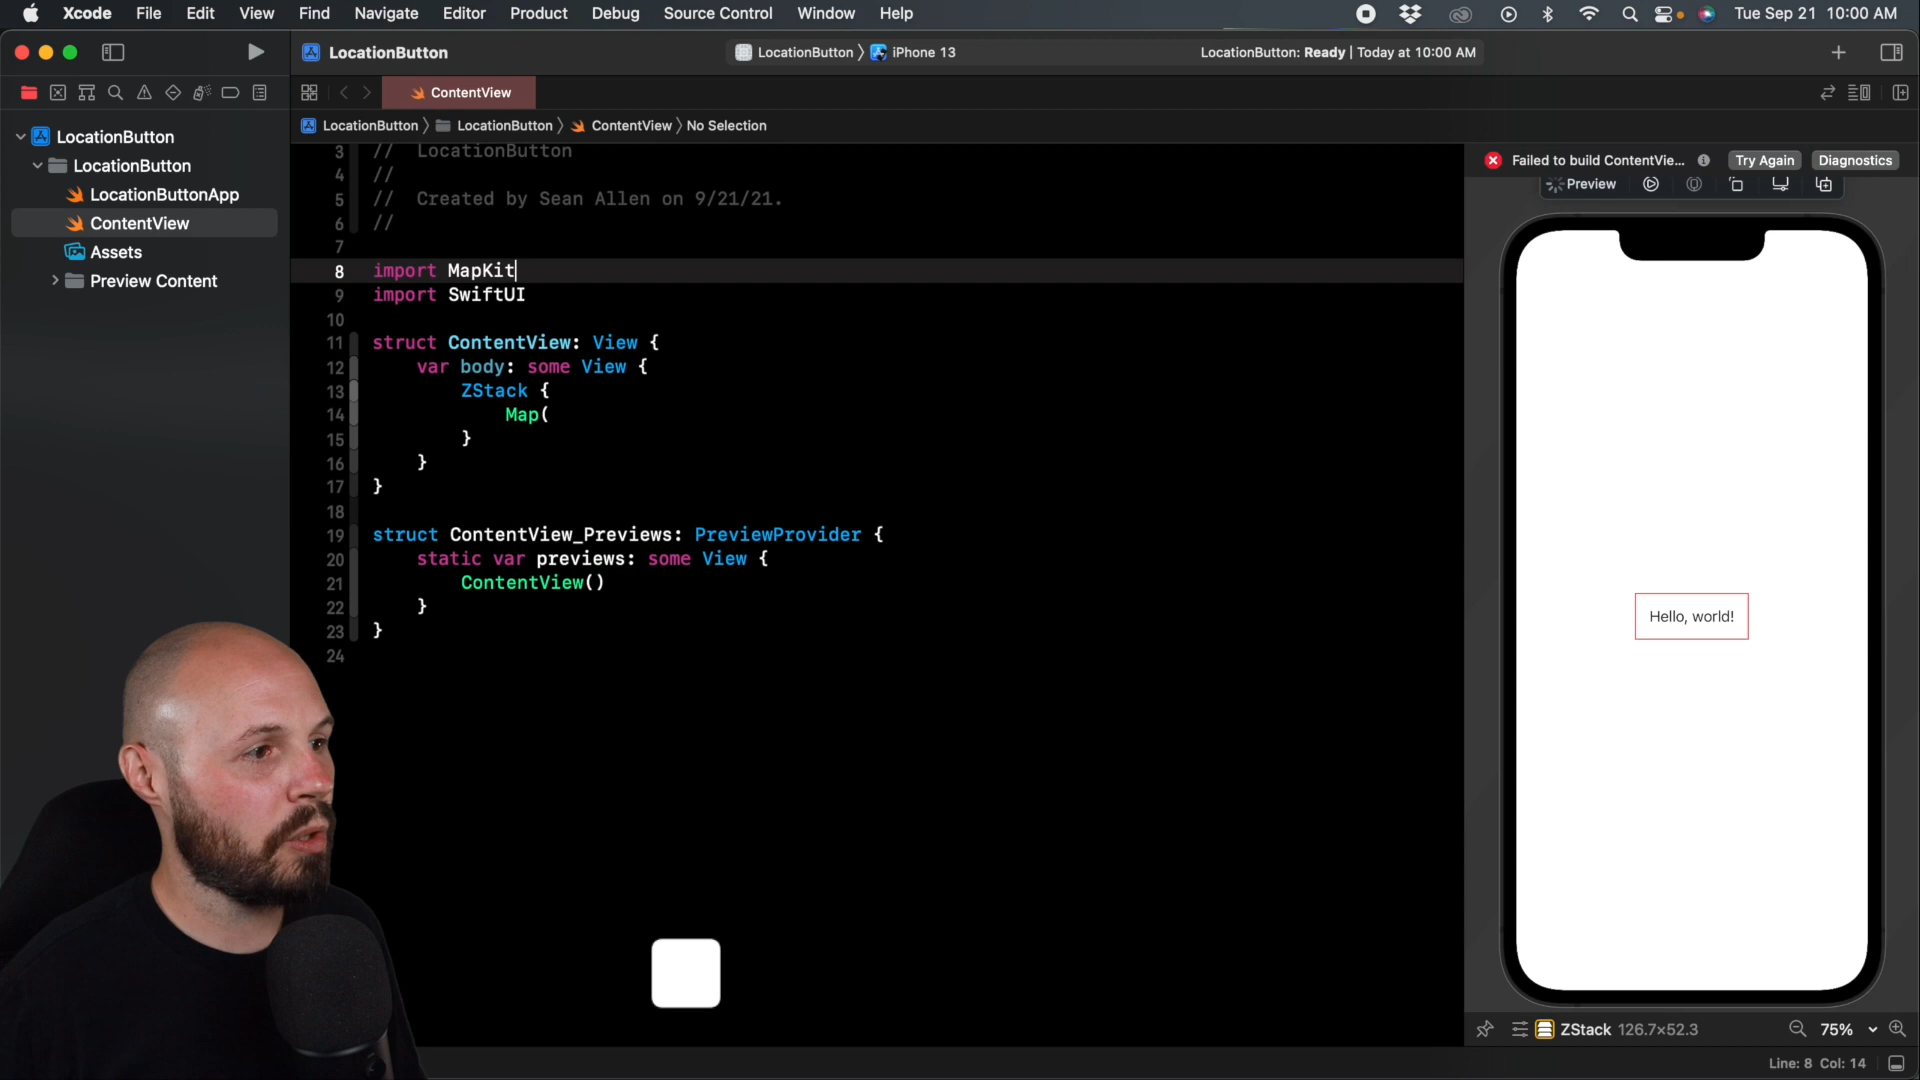 Xcode File Edit View Find Navigate Editor Product Debug Source Control Window Help Tue Sep 21 10:00 AM
LocationButton LocationButton 〉 iPhone 13 LocationButton: Ready | Today at 10:00 AM
ContentView
LocationButton 〉 LocationButton 〉 ContentView 〉 No Selection
LocationButton
LocationButton
LocationButtonApp
ContentView
Assets
Preview Content
3 // LocationButton
4 //
5 // Created by Sean Allen on 9/21/21.
6 //
7
8 import MapKit
9 import SwiftUI
10
11 struct ContentView: View {
12 var body: some View {
13 ZStack {
14 Map(
15 }
16 }
17 }
18
19 struct ContentView_Previews: PreviewProvider {
20 static var previews: some View {
21 ContentView()
22 }
23 }
24
Failed to build ContentVie... Try Again Diagnostics
Preview
Hello, world!
ZStack 126.7×52.3 75%
Line: 8 Col: 14